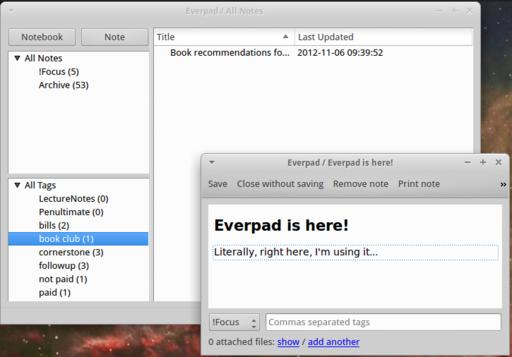 Everpad / All Notes
Notebook
Note
All Notes
!Focus (5)
Archive (53)
All Tags
LectureNotes (0)
Penultimate (0)
bills (2)
book club (1)
cornerstone (3)
followup (3)
not paid (1)
paid (1)
Title
Last Updated
Book recommendations fo... 2012-11-06 09:39:52
Everpad / Everpad is here!
Save Close without saving Remove note Print note »
Everpad is here!
Literally, right here, I'm using it...
!Focus
Commas separated tags
0 attached files: show / add another